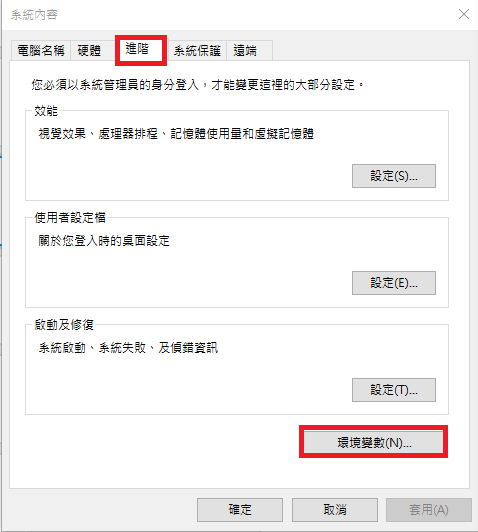 系統內容
電腦名稱 硬體 進階 系統保護 遠端
您必須以系統管理員的身分登入，才能變更這裡的大部分設定。
效能
視覺效果、處理器排程、記憶體使用量和虛擬記憶體
設定(S)...
使用者設定檔
關於您登入時的桌面設定
設定(E)...
啟動及修復
系統啟動、系統失敗、及偵錯資訊
設定(T)...
環境變數(N)...
確定 取消 套用(A)